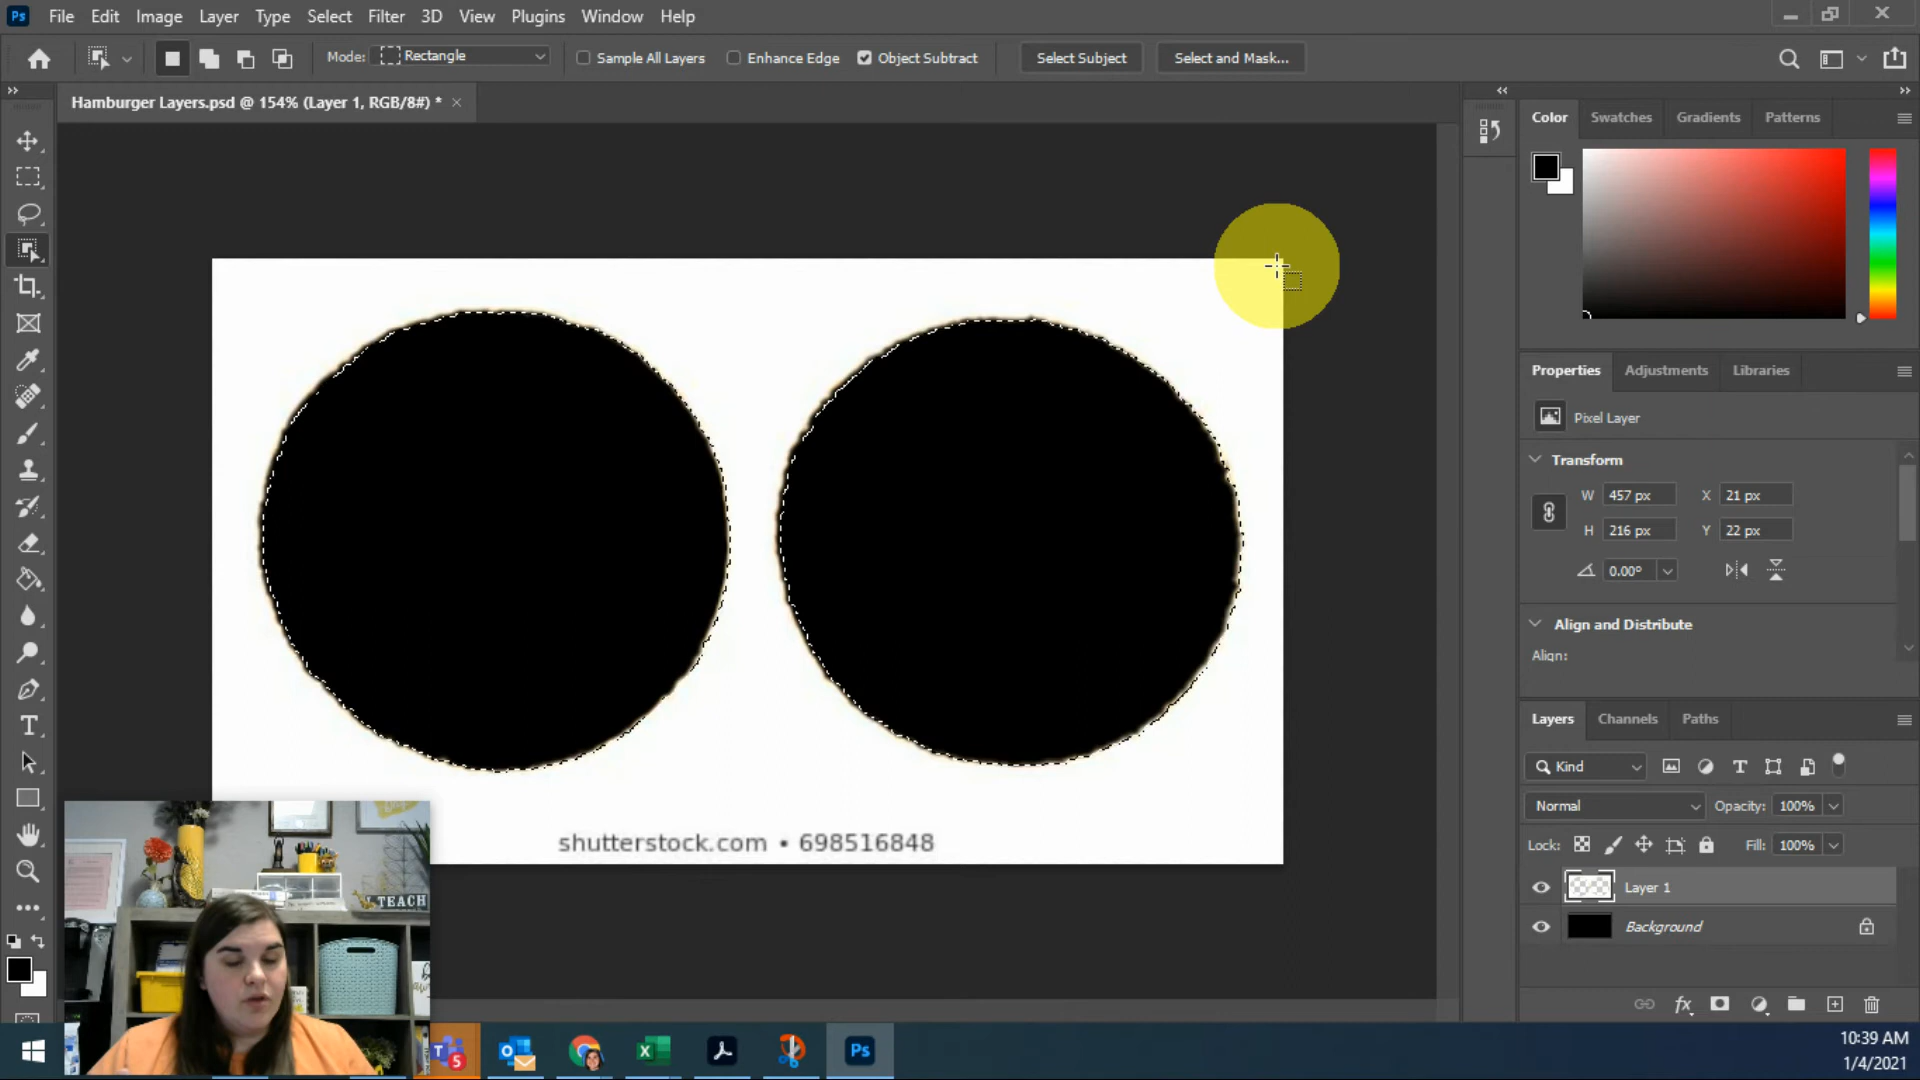 Ps File Edit Image Layer Type Select Filter 3D View Plugins Window Help
Mode: Rectangle Sample All Layers Enhance Edge Object Subtract Select Subject Select and Mask...
Hamburger Layers.psd @ 154% (Layer 1, RGB/8#) * ×
Color Swatches Gradients Patterns
Properties Adjustments Libraries
Pixel Layer
Transform
W 457 px X 21 px
H 216 px Y 22 px
0.00°
Align and Distribute
Align:
Layers Channels Paths
Kind
Normal Opacity: 100%
Lock: Fill: 100%
Layer 1
Background
shutterstock.com • 698516848
TEACH
5
Ps
10:39 AM
1/4/2021